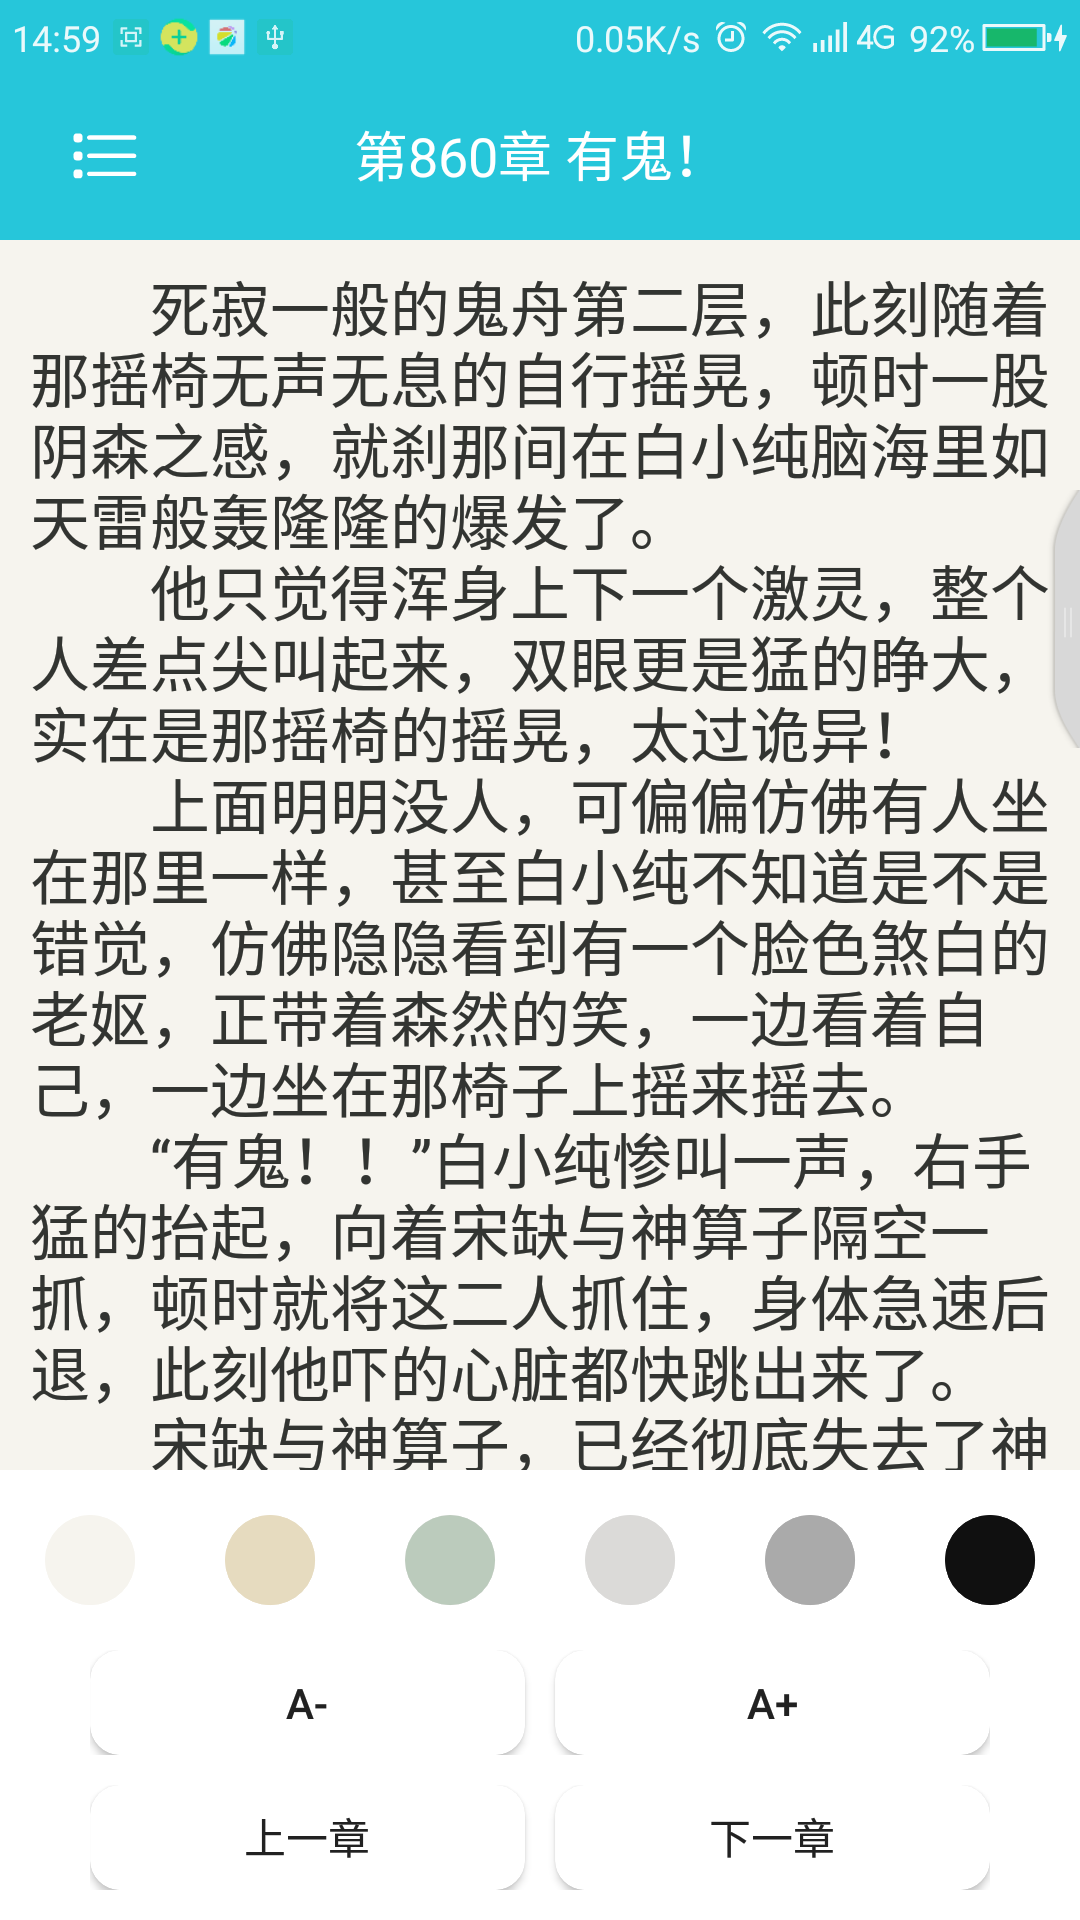 14:59 0.05K/s 4G 92%
第860章 有鬼！
死寂一般的鬼舟第二层，此刻随着
那摇椅无声无息的自行摇晃，顿时一股
阴森之感，就刹那间在白小纯脑海里如
天雷般轰隆隆的爆发了。
他只觉得浑身上下一个激灵，整个
人差点尖叫起来，双眼更是猛的睁大，
实在是那摇椅的摇晃，太过诡异！
上面明明没人，可偏偏仿佛有人坐
在那里一样，甚至白小纯不知道是不是
错觉，仿佛隐隐看到有一个脸色煞白的
老妪，正带着森然的笑，一边看着自
己，一边坐在那椅子上摇来摇去。
“有鬼！！”白小纯惨叫一声，右手
猛的抬起，向着宋缺与神算子隔空一
抓，顿时就将这二人抓住，身体急速后
退，此刻他吓的心脏都快跳出来了。
宋缺与神算子，已经彻底失去了神
A- A+
上一章 下一章